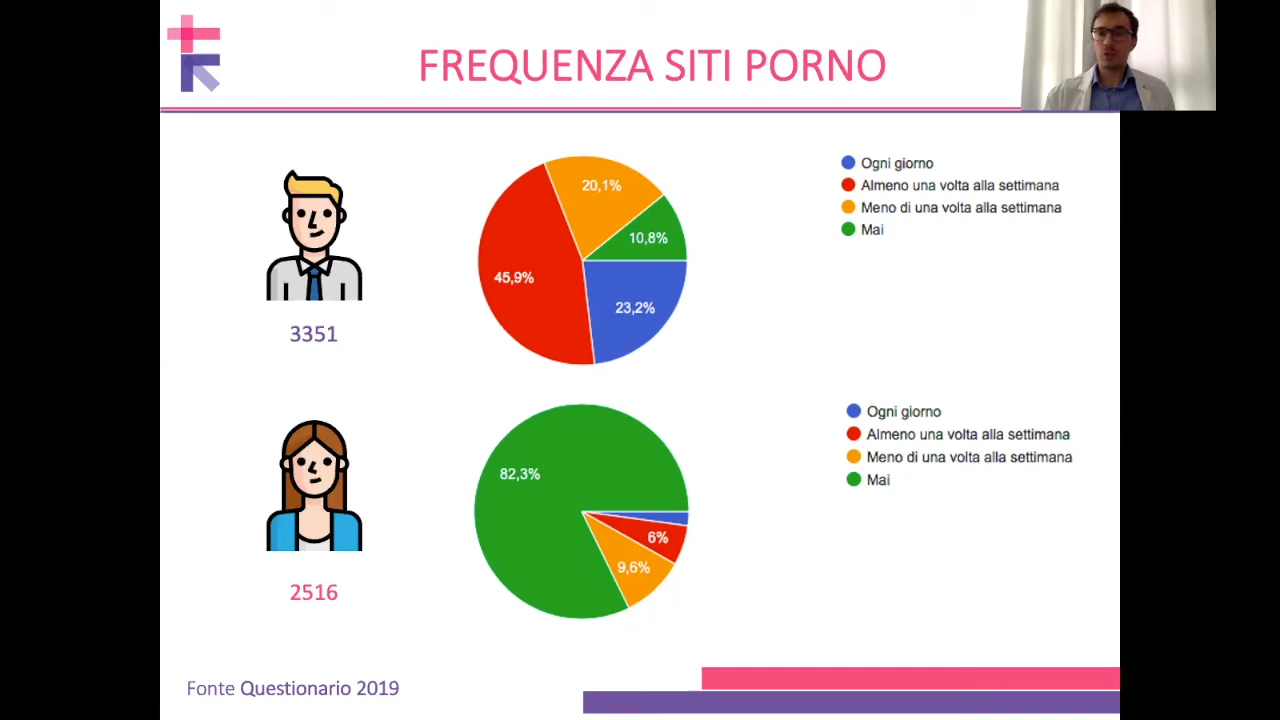 FREQUENZA SITI PORNO
20,1%
10,8%
45,9%
23,2%
Ogni giorno
Almeno una volta alla settimana
Meno di una volta alla settimana
Mai
3351
82,3%
6%
9,6%
Ogni giorno
Almeno una volta alla settimana
Meno di una volta alla settimana
Mai
2516
Fonte Questionario 2019